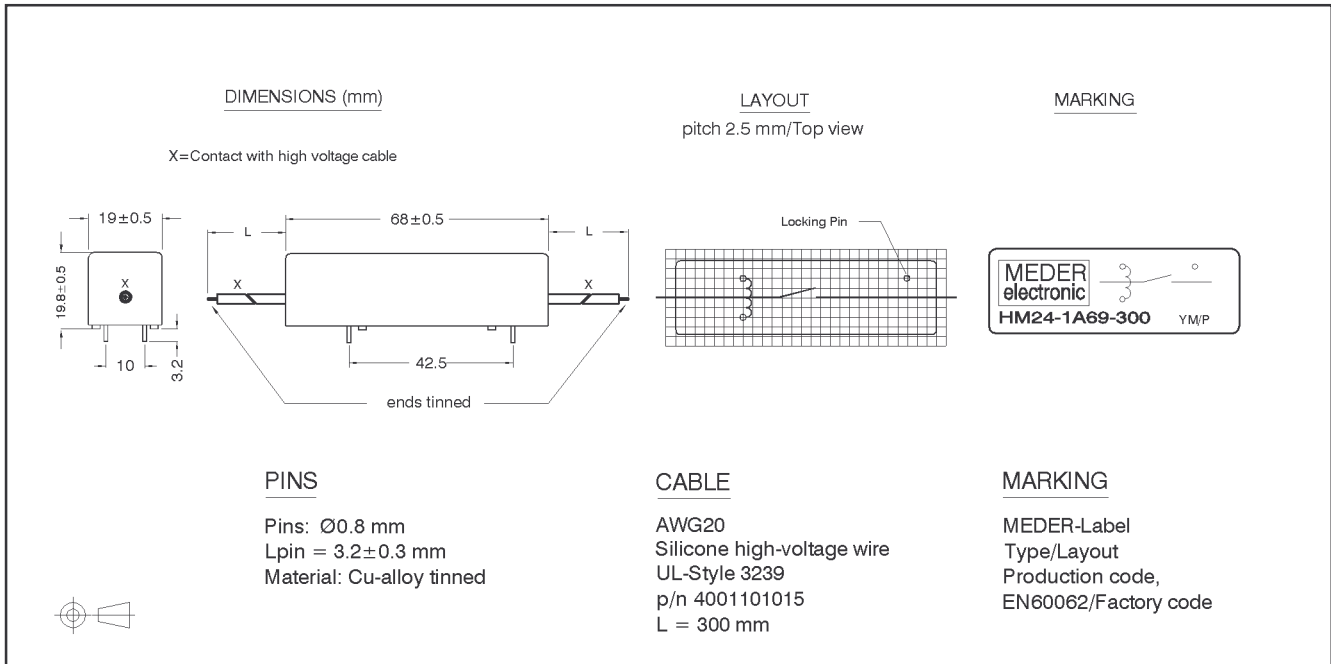 DIMENSIONS (mm)
X=Contact with high voltage cable
19±0.5
19.8±0.5
X
10
3.2
L
68±0.5
L
X
X
42.5
ends tinned
LAYOUT
pitch 2.5 mm/Top view
Locking Pin
MARKING
MEDER
electronic
HM24-1A69-300 YM/P
PINS
Pins: Ø0.8 mm
Lpin = 3.2±0.3 mm
Material: Cu-alloy tinned
CABLE
AWG20
Silicone high-voltage wire
UL-Style 3239
p/n 4001101015
L = 300 mm
MARKING
MEDER-Label
Type/Layout
Production code,
EN60062/Factory code